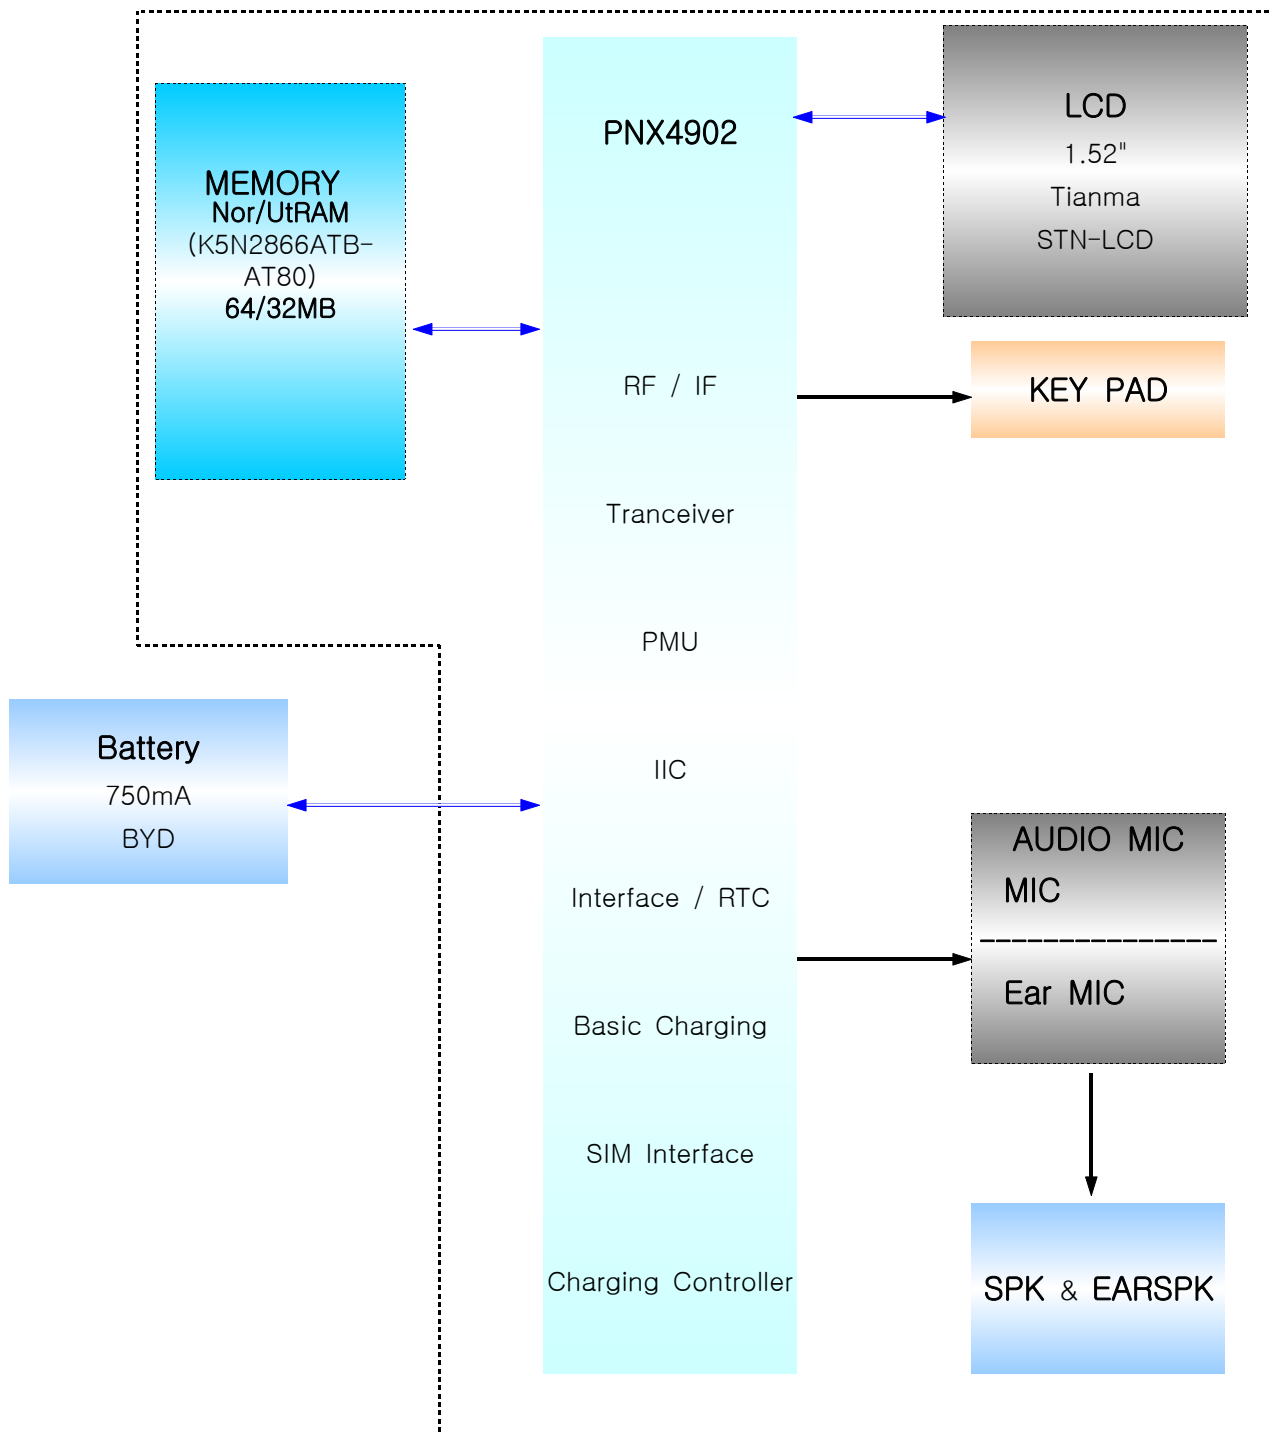 PNX4902
RF / IF
Tranceiver
PMU
IIC
Interface / RTC
Basic Charging
SIM Interface
Charging Controller
MEMORY
Nor/UtRAM
(K5N2866ATB-
AT80)
64/32MB
Battery
750mA
BYD
LCD
1.52"
Tianma
STN-LCD
KEY PAD
AUDIO MIC
MIC
Ear MIC
SPK & EARSPK